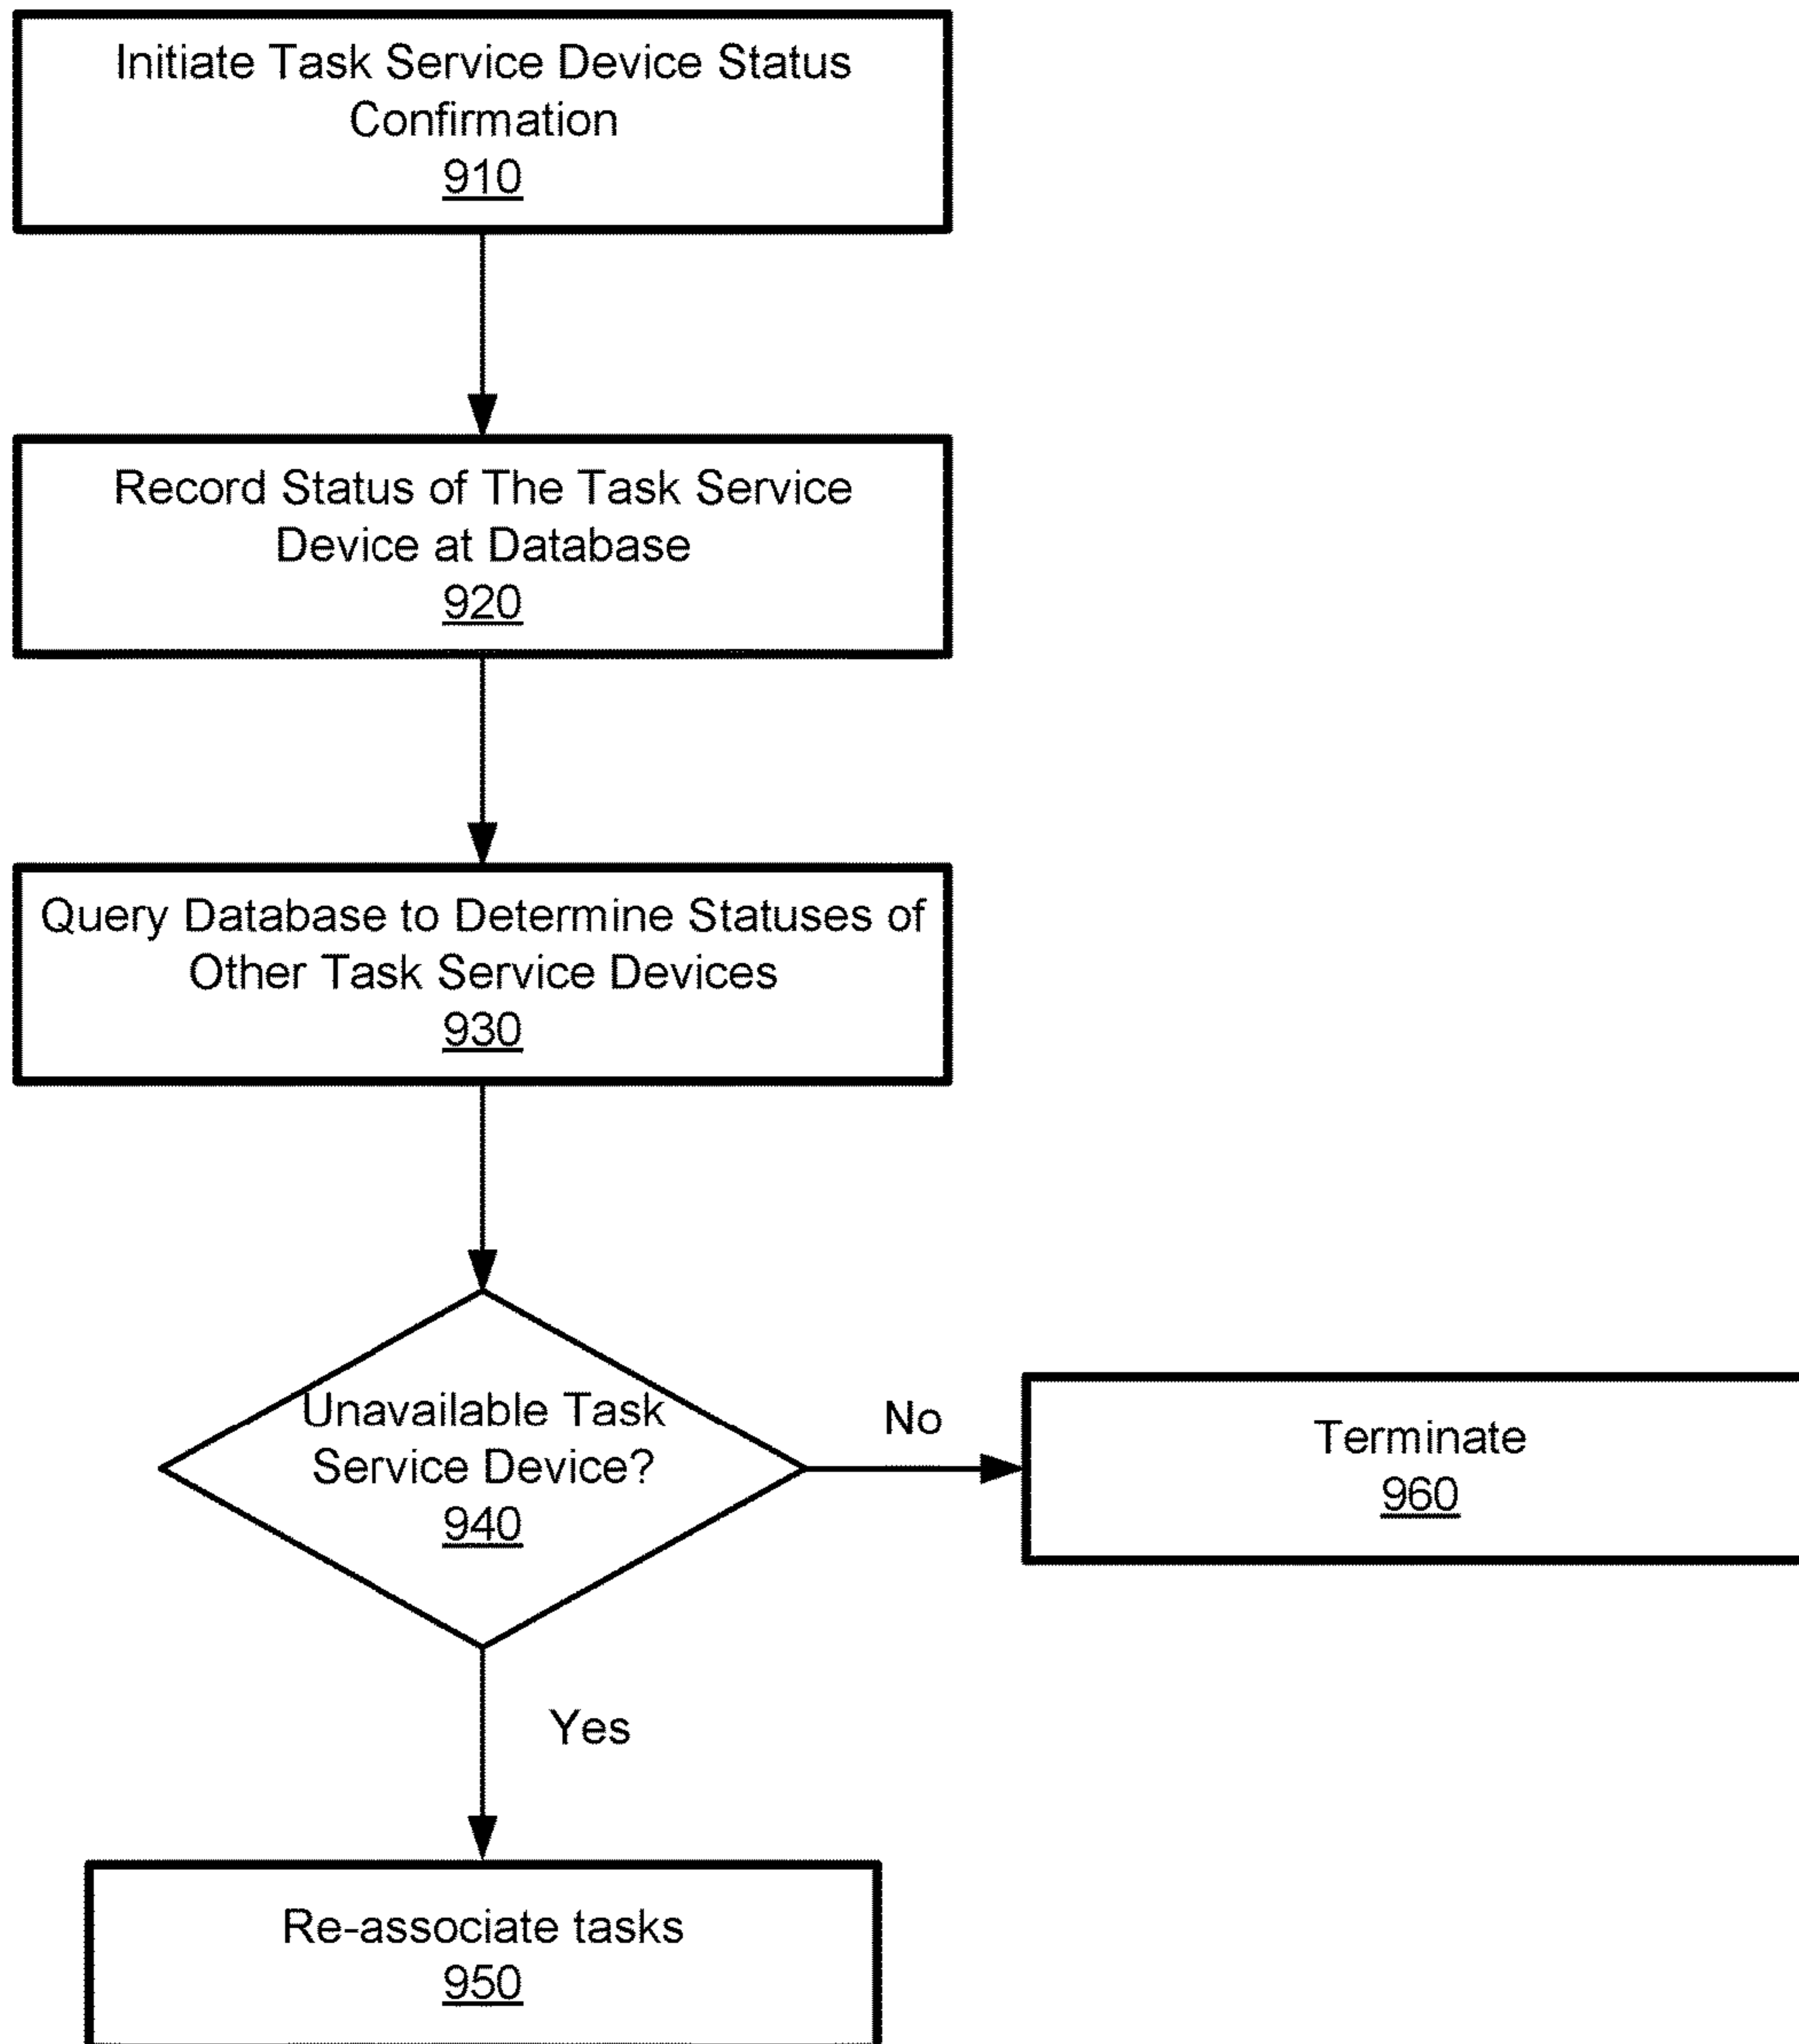 Initiate Task Service Device Status
Confirmation
910
Record Status of The Task Service
Device at Database
920
Query Database to Determine Statuses of
Other Task Service Devices
930
Unavailable Task
Service Device?
940
No
Terminate
960
Yes
Re-associate tasks
950